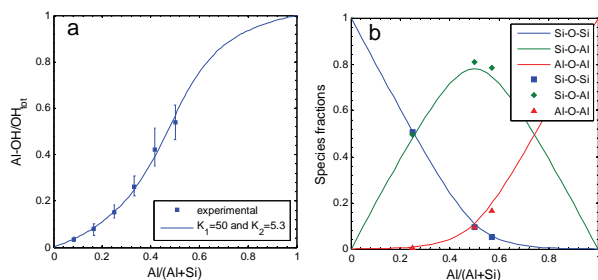 a
Al-OH/OH_tot
1
0.8
0.6
0.4
0.2
0
0 0.2 0.4 0.6 0.8 1
Al/(Al+Si)
experimental
K_1=50 and K_2=5.3
b
Species fractions
1
0.8
0.6
0.4
0.2
0
0 0.2 0.4 0.6 0.8 1
Al/(Al+Si)
Si-O-Si
Si-O-Al
Al-O-Al
Si-O-Si
Si-O-Al
Al-O-Al